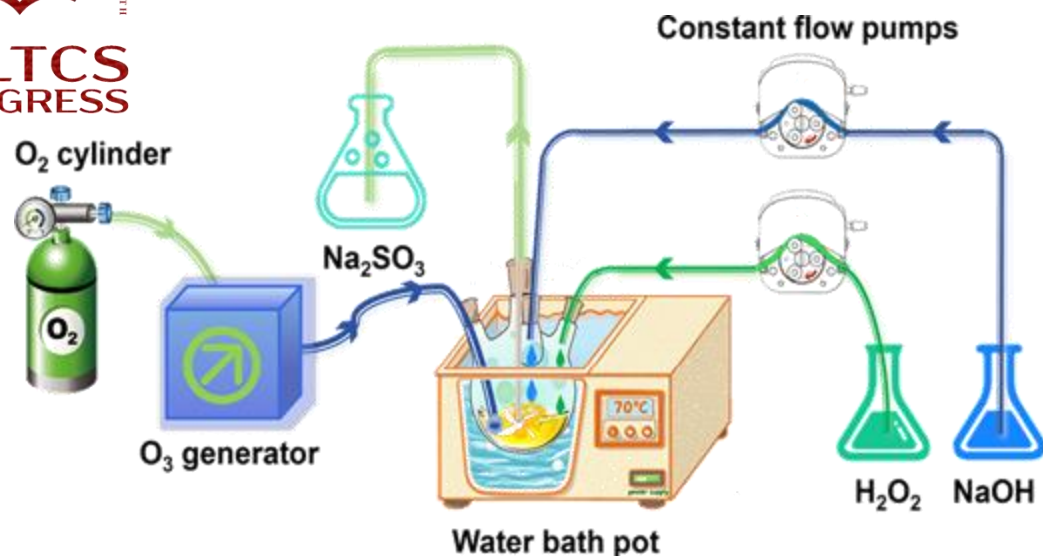 LTCS
GRESS
Constant flow pumps
O₂ cylinder
O₂
Na₂SO₃
70°C
O₃ generator
H₂O₂ NaOH
Water bath pot